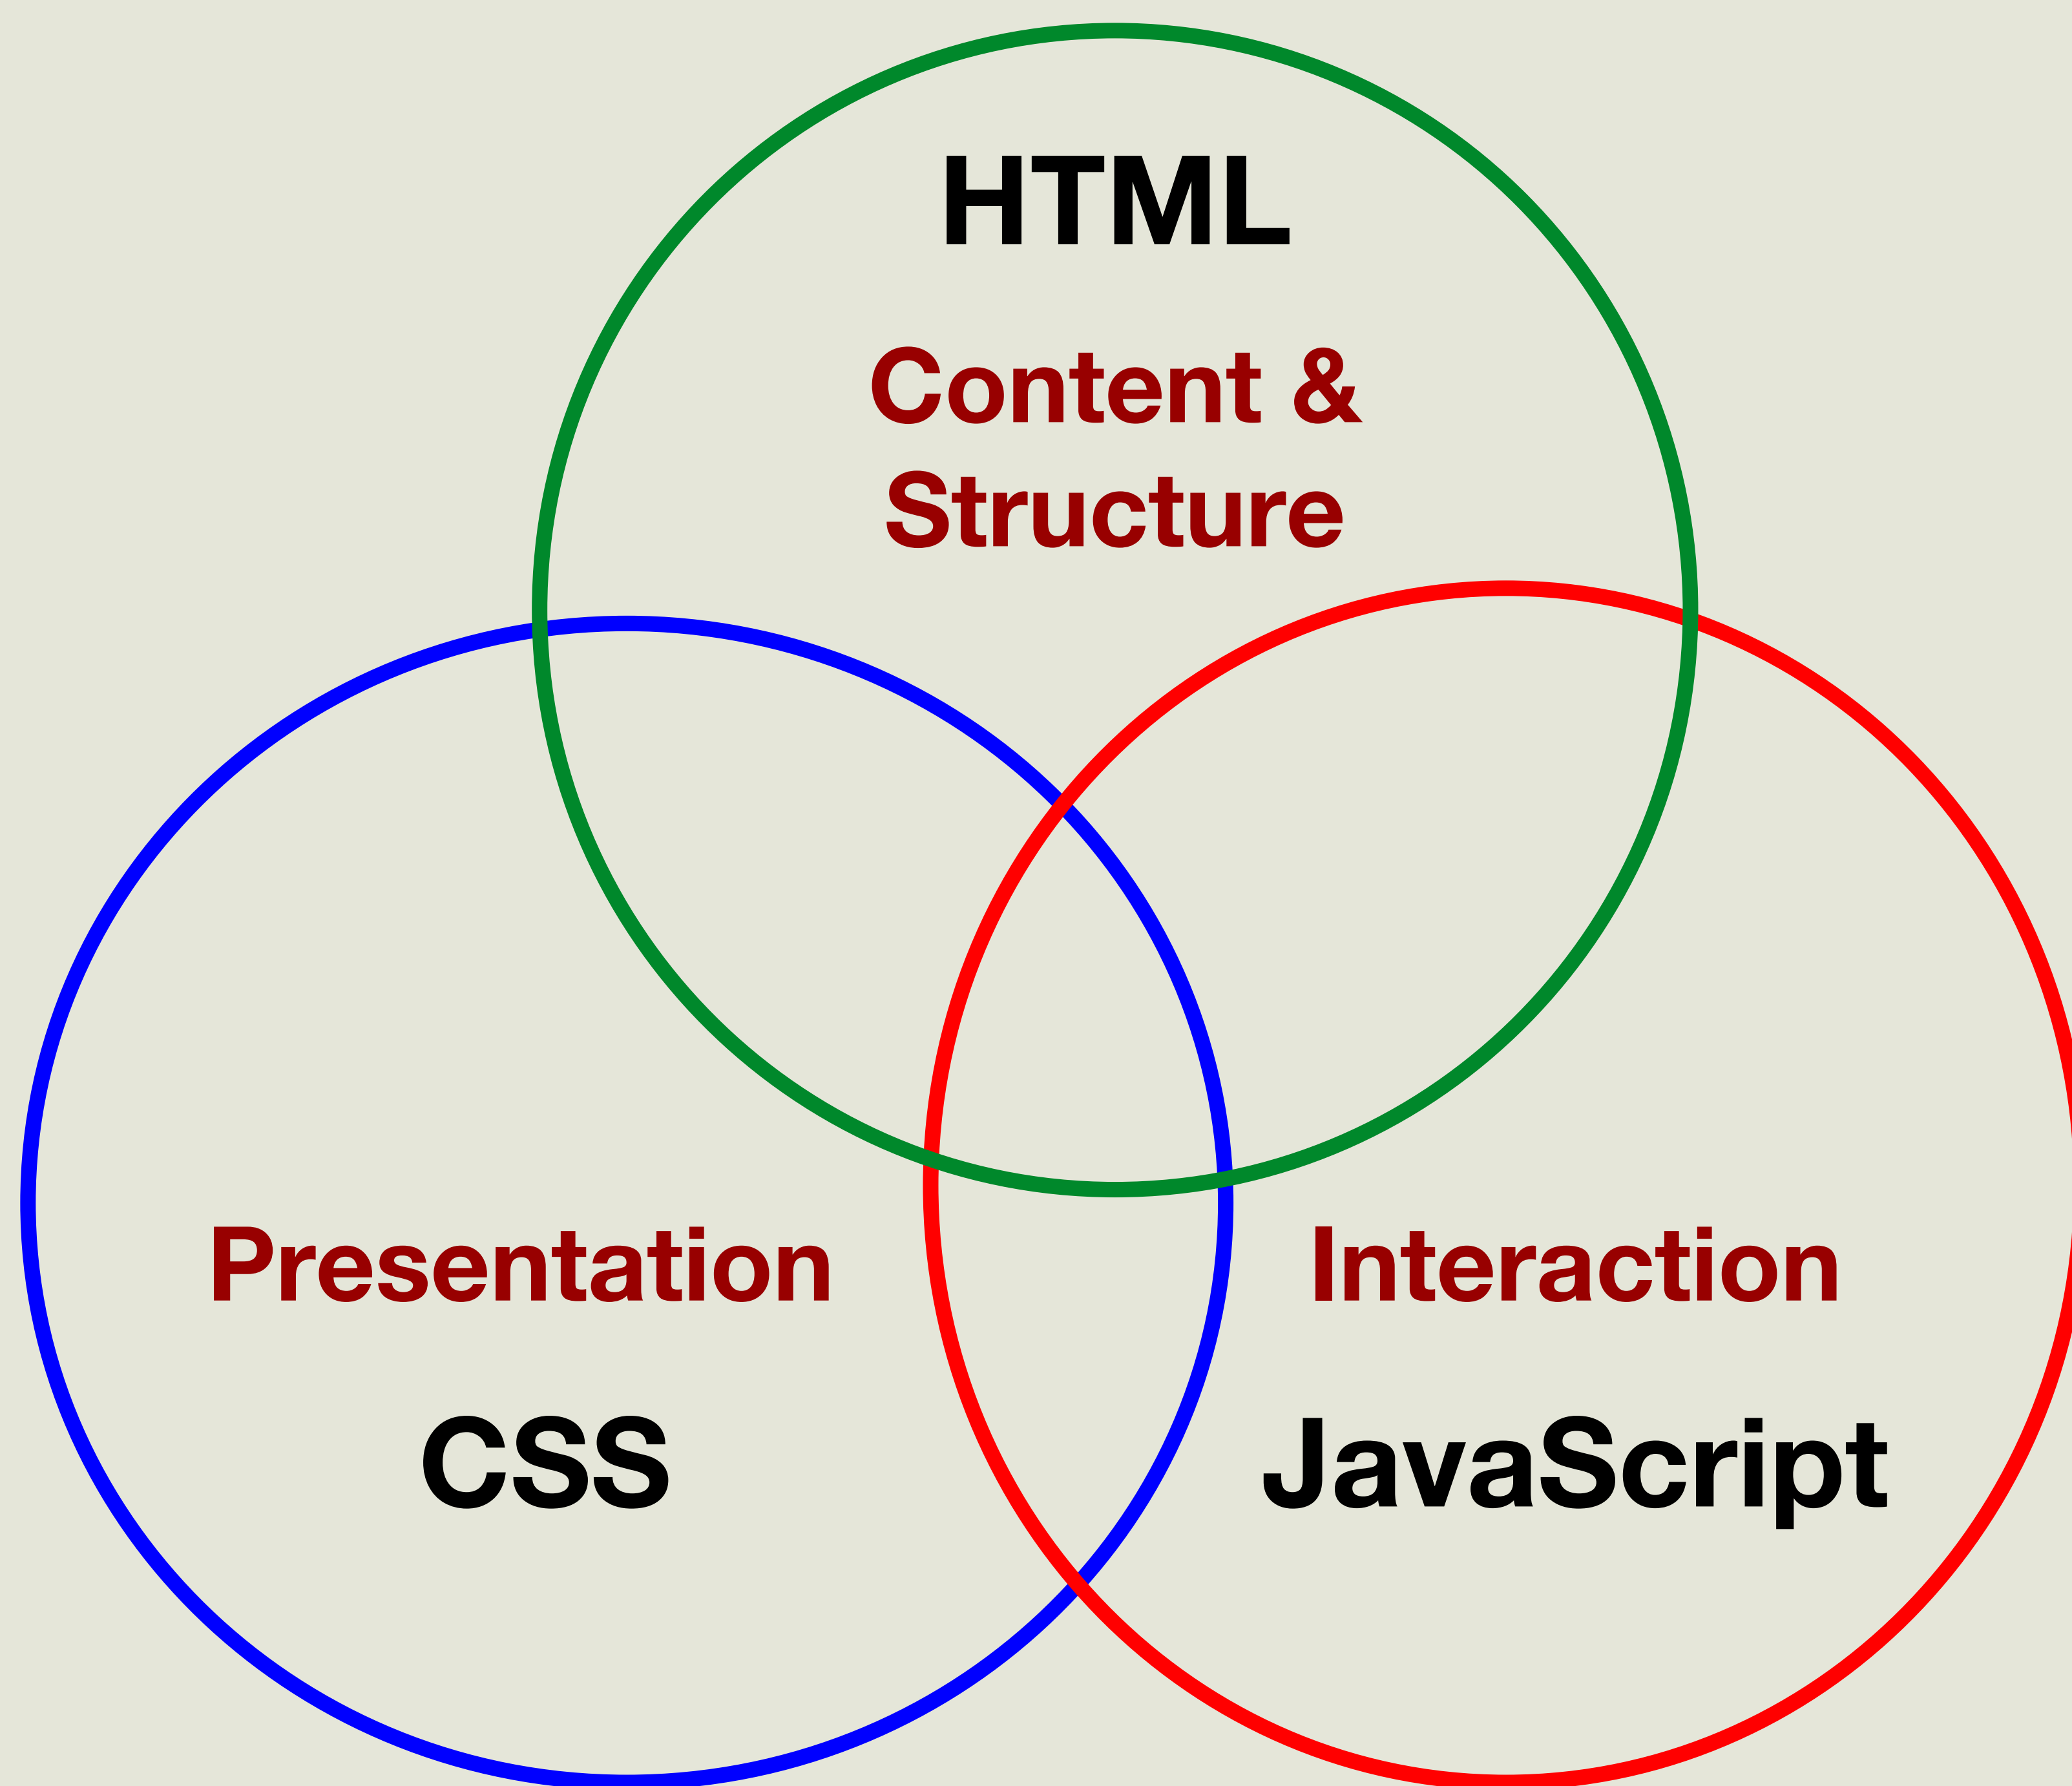 HTML
Content &
Structure
Presentation
Interaction
CSS
JavaScript